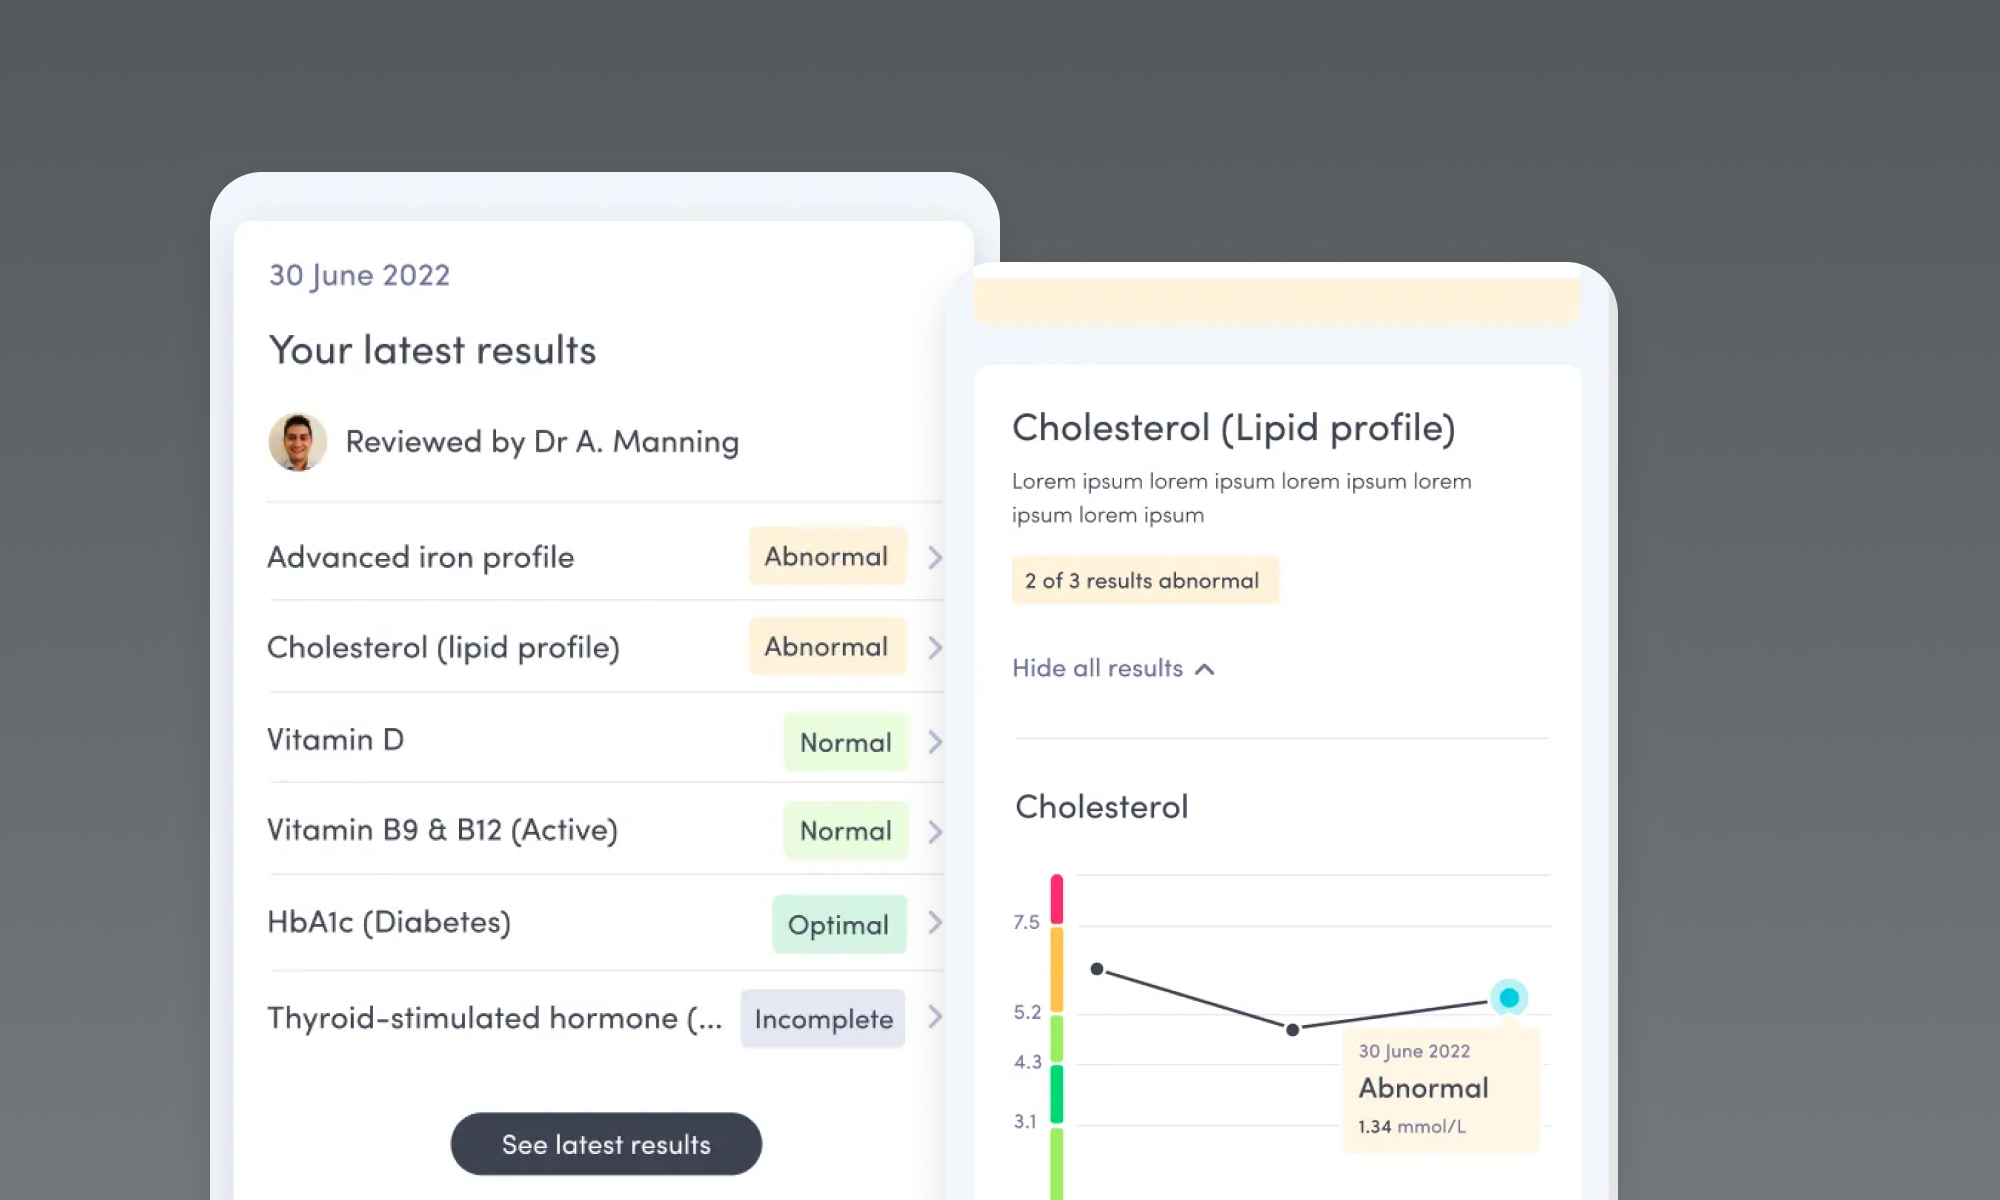 30 June 2022
Your latest results
Reviewed by Dr A. Manning
Advanced iron profile Abnormal
Cholesterol (lipid profile) Abnormal
Vitamin D Normal
Vitamin B9 & B12 (Active) Normal
HbA1c (Diabetes) Optimal
Thyroid-stimulated hormone (... Incomplete
See latest results
Cholesterol (Lipid profile)
Lorem ipsum lorem ipsum lorem ipsum lorem
ipsum lorem ipsum
2 of 3 results abnormal
Hide all results
Cholesterol
7.5
5.2
4.3
3.1
30 June 2022
Abnormal
1.34 mmol/L